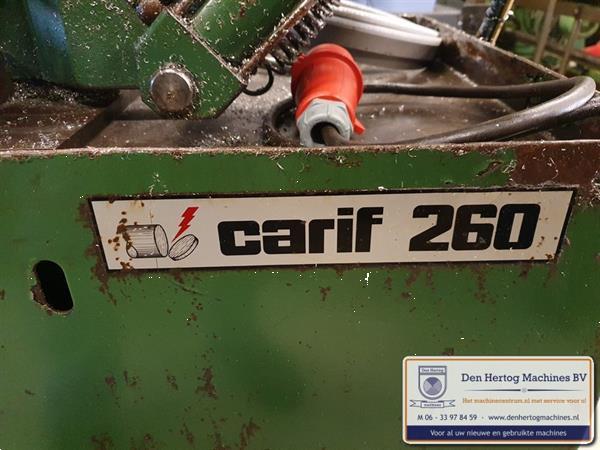 carif 260
Den Hertog
machines
Den Hertog Machines BV
Het machinecentrum.nl met service voor u!
M 06 - 33 97 84 59 - www.denhertogmachines.nl
Voor al uw nieuwe en gebruikte machines